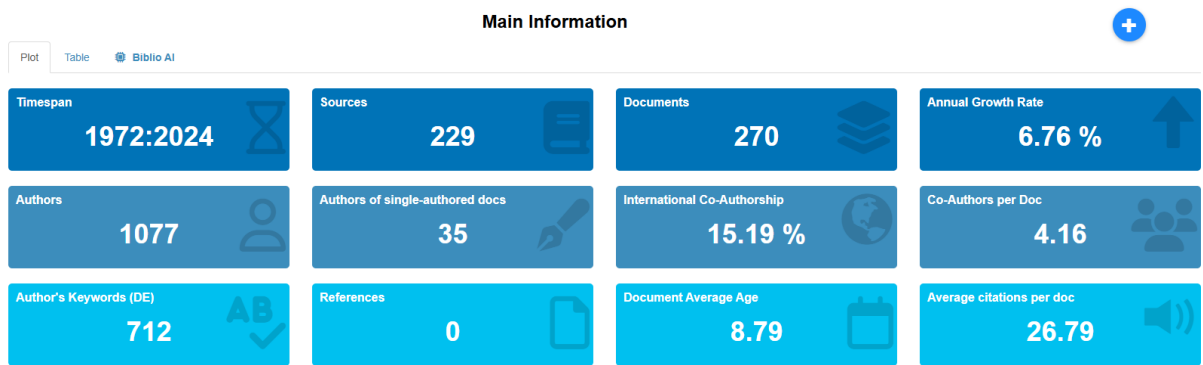 Main Information
Plot Table Biblio AI
Timespan
1972:2024
Sources
229
Documents
270
Annual Growth Rate
6.76 %
Authors
1077
Authors of single-authored docs
35
International Co-Authorship
15.19 %
Co-Authors per Doc
4.16
Author's Keywords (DE)
712
AB
References
0
Document Average Age
8.79
Average citations per doc
26.79